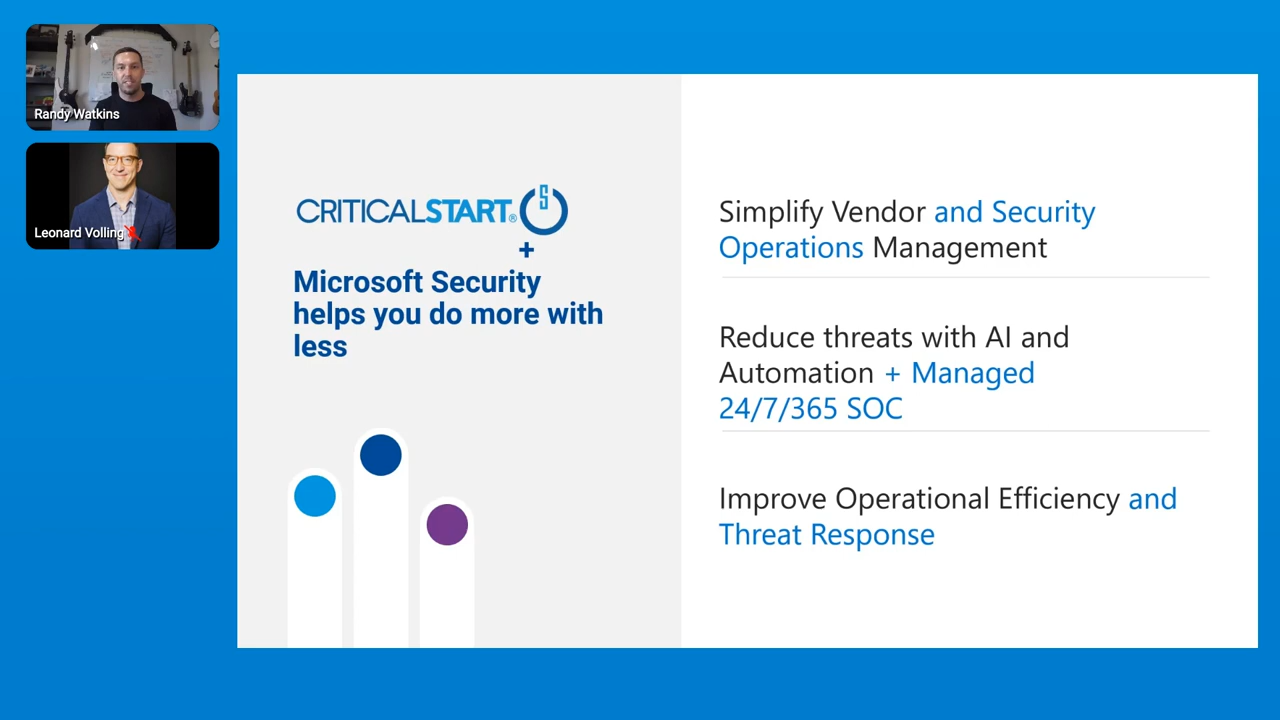 Randy Watkins
Leonard Volling
CRITICALSTART®
+
Microsoft Security
helps you do more with
less
Simplify Vendor and Security
Operations Management
Reduce threats with AI and
Automation + Managed
24/7/365 SOC
Improve Operational Efficiency and
Threat Response